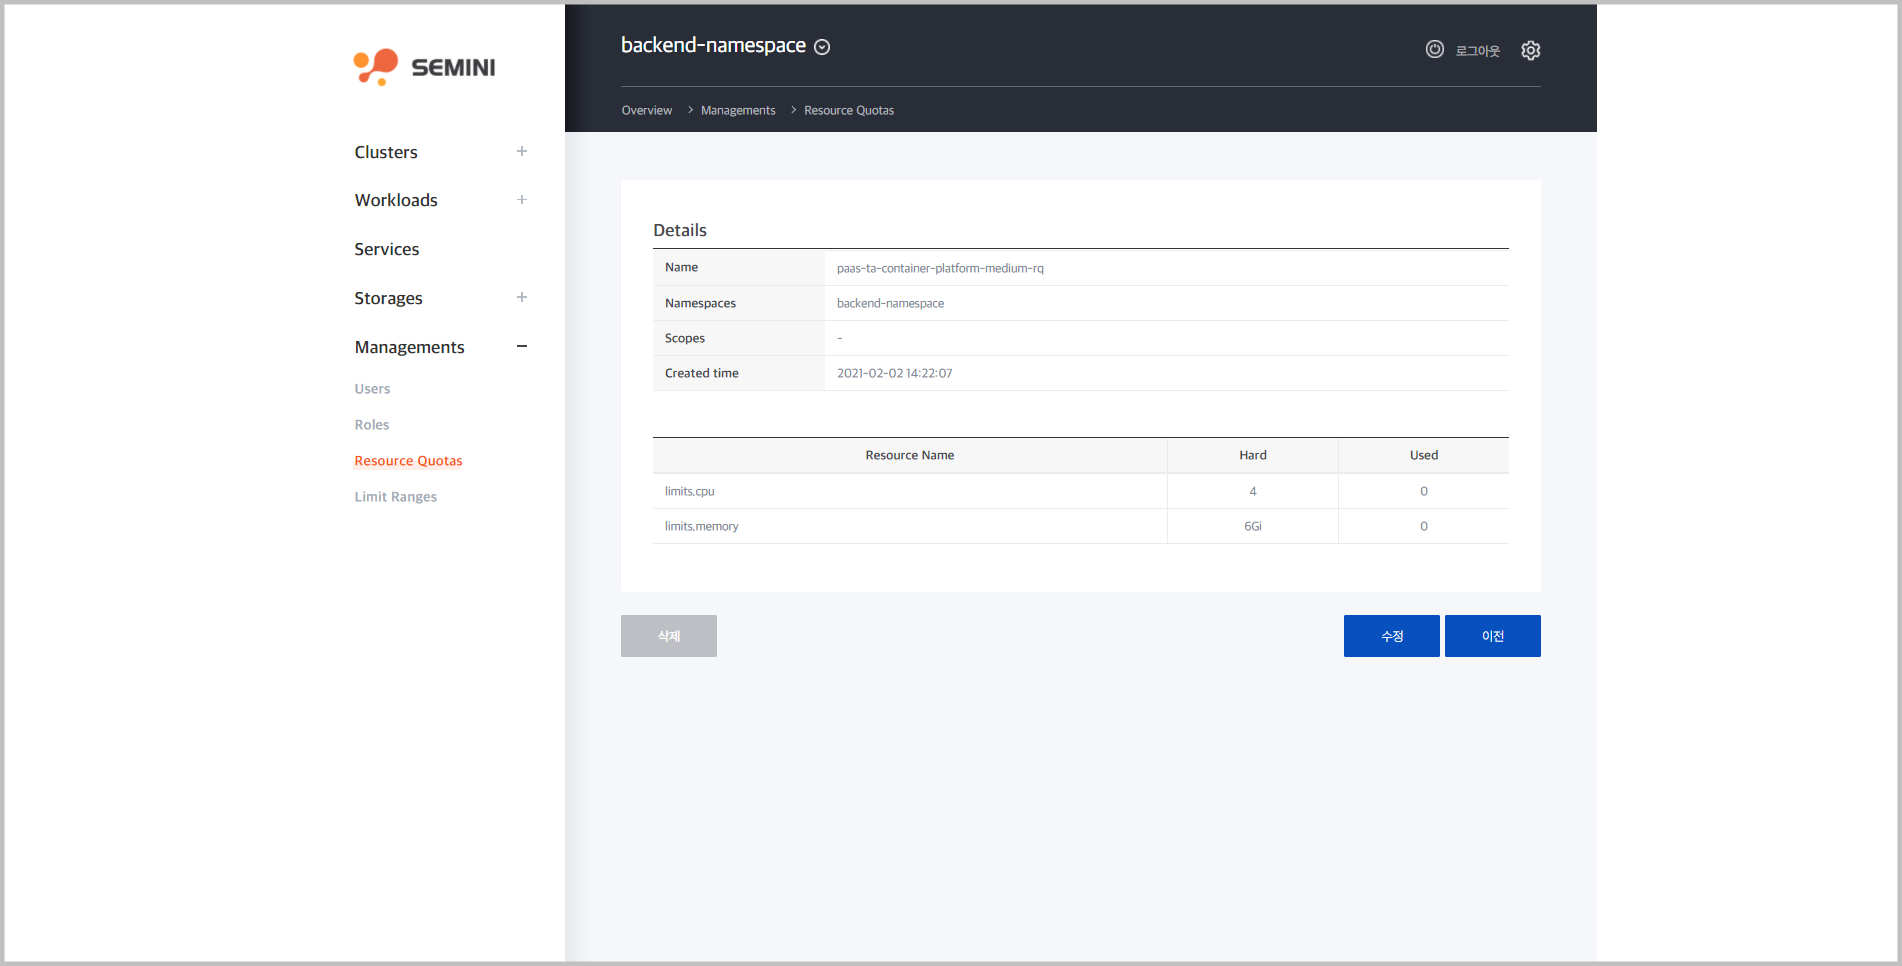 SEMINI
backend-namespace
로그아웃
Overview > Managements > Resource Quotas
Clusters
Workloads
Services
Storages
Managements
Users
Roles
Resource Quotas
Limit Ranges
Details
Name paas-ta-container-platform-medium-rq
Namespaces backend-namespace
Scopes -
Created time 2021-02-02 14:22:07
Resource Name Hard Used
limits.cpu 4 0
limits.memory 6Gi 0
삭제 수정 이전